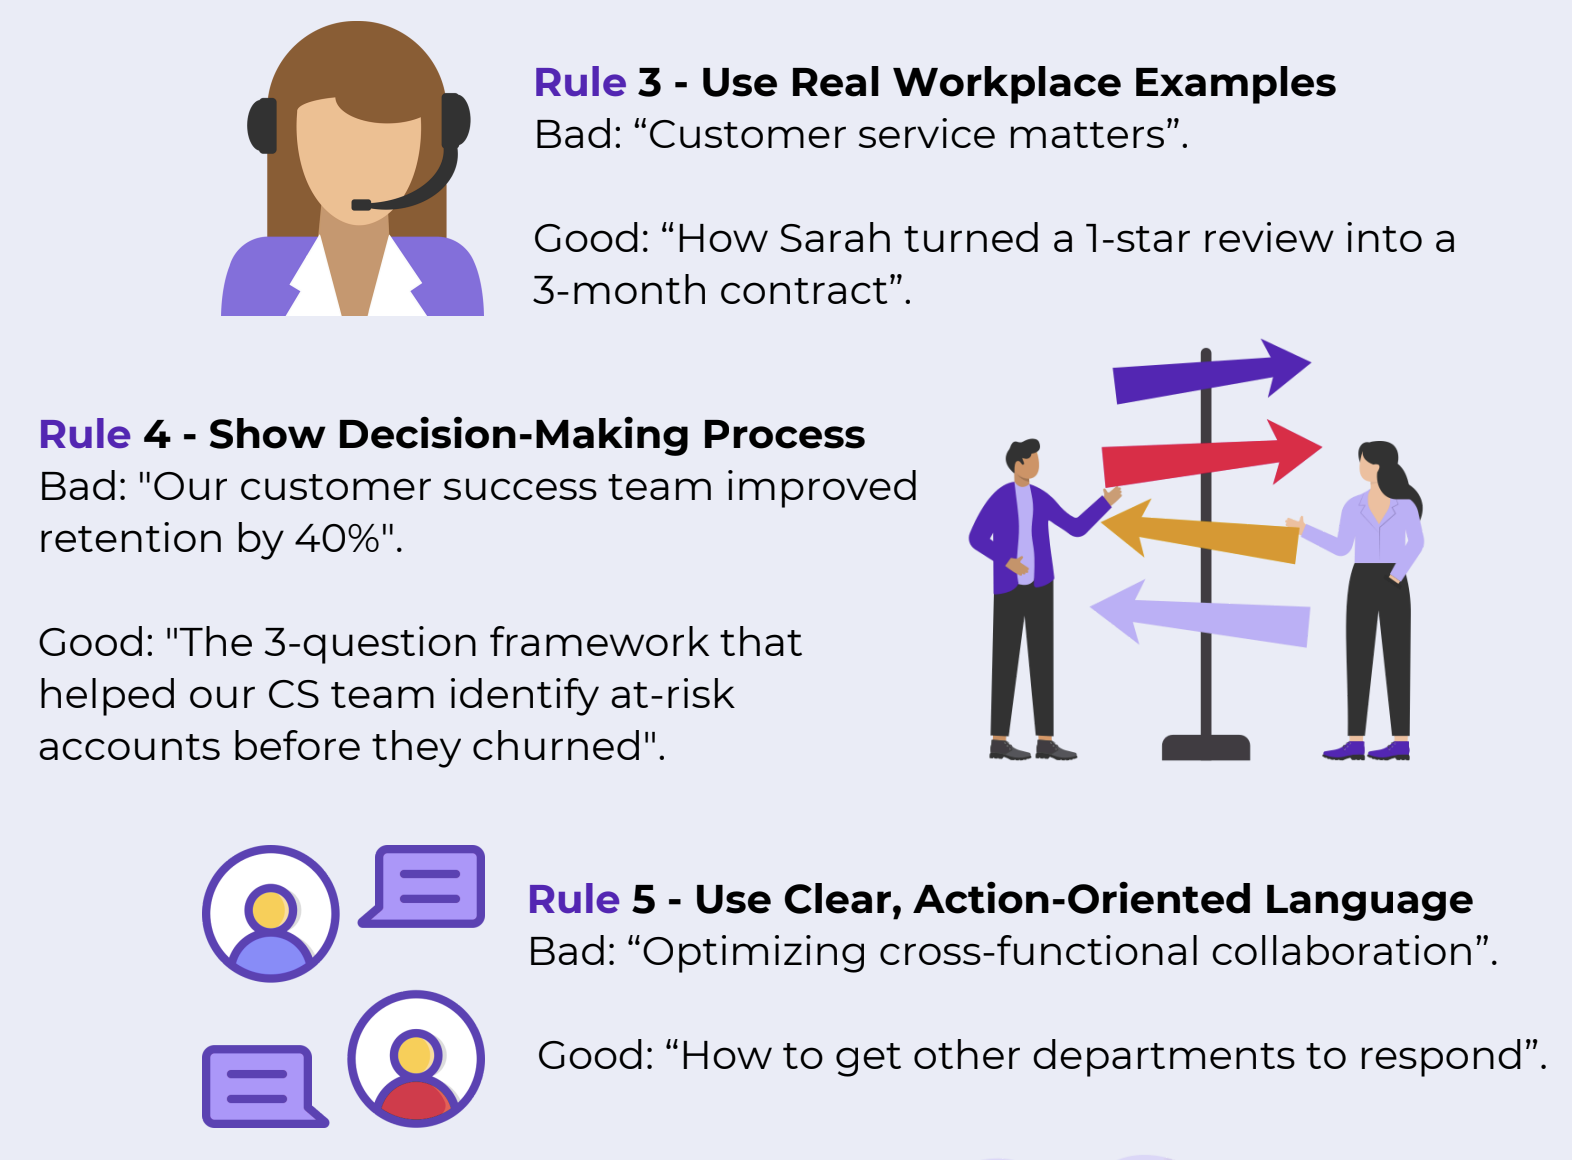 Rule 3 - Use Real Workplace Examples
Bad: “Customer service matters”.
Good: “How Sarah turned a 1-star review into a
3-month contract”.
Rule 4 - Show Decision-Making Process
Bad: "Our customer success team improved
retention by 40%".
Good: "The 3-question framework that
helped our CS team identify at-risk
accounts before they churned".
Rule 5 - Use Clear, Action-Oriented Language
Bad: “Optimizing cross-functional collaboration”.
Good: “How to get other departments to respond”.